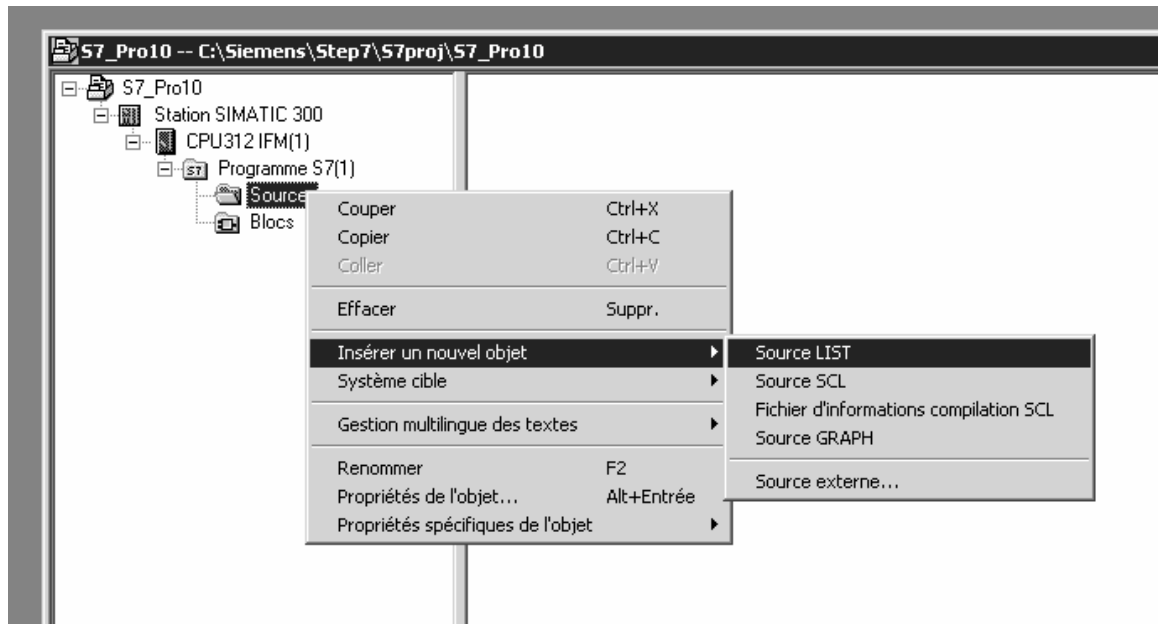 S7_Pro10 -- C:\Siemens\Step7\S7proj\S7_Pro10
S7_Pro10
Station SIMATIC 300
CPU312 IFM(1)
S7 Programme S7(1)
Source
Blocs
Couper Ctrl+X
Copier Ctrl+C
Coller Ctrl+V
Effacer Suppr.
Insérer un nouvel objet
Système cible
Gestion multilingue des textes
Renommer F2
Propriétés de l'objet... Alt+Entrée
Propriétés spécifiques de l'objet
Source LIST
Source SCL
Fichier d'informations compilation SCL
Source GRAPH
Source externe...